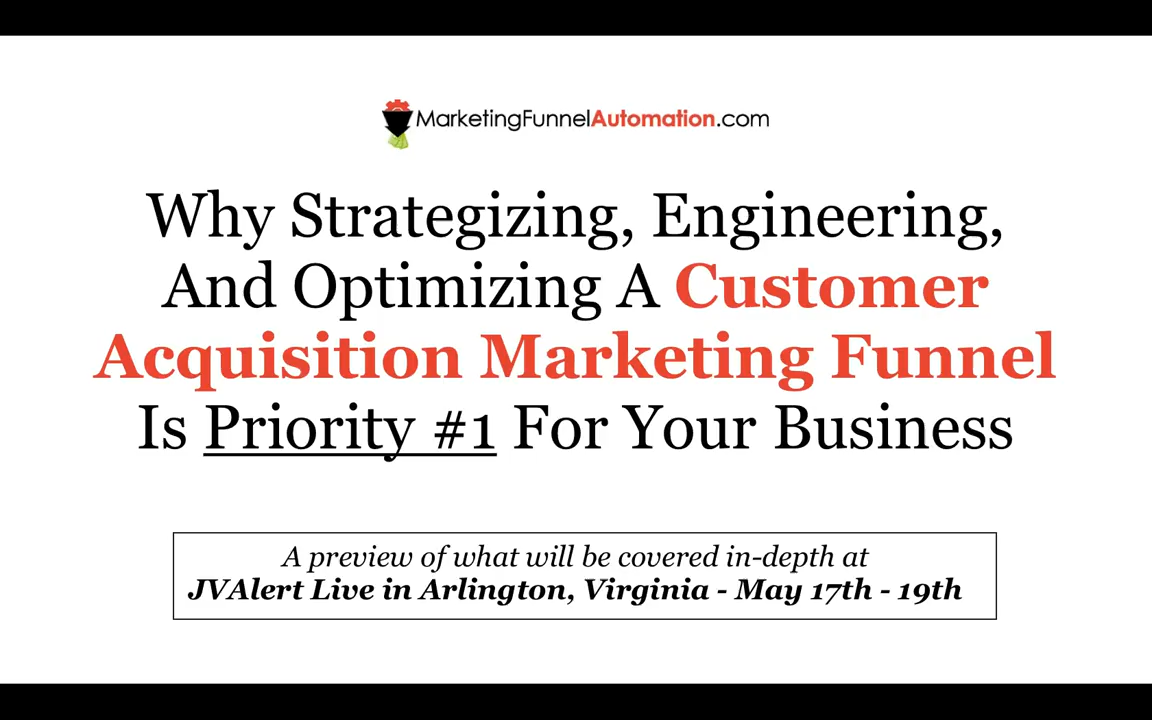 MarketingFunnelAutomation.com
Why Strategizing, Engineering,
And Optimizing A Customer
Acquisition Marketing Funnel
Is Priority #1 For Your Business
A preview of what will be covered in-depth at
JVAlert Live in Arlington, Virginia - May 17th - 19th